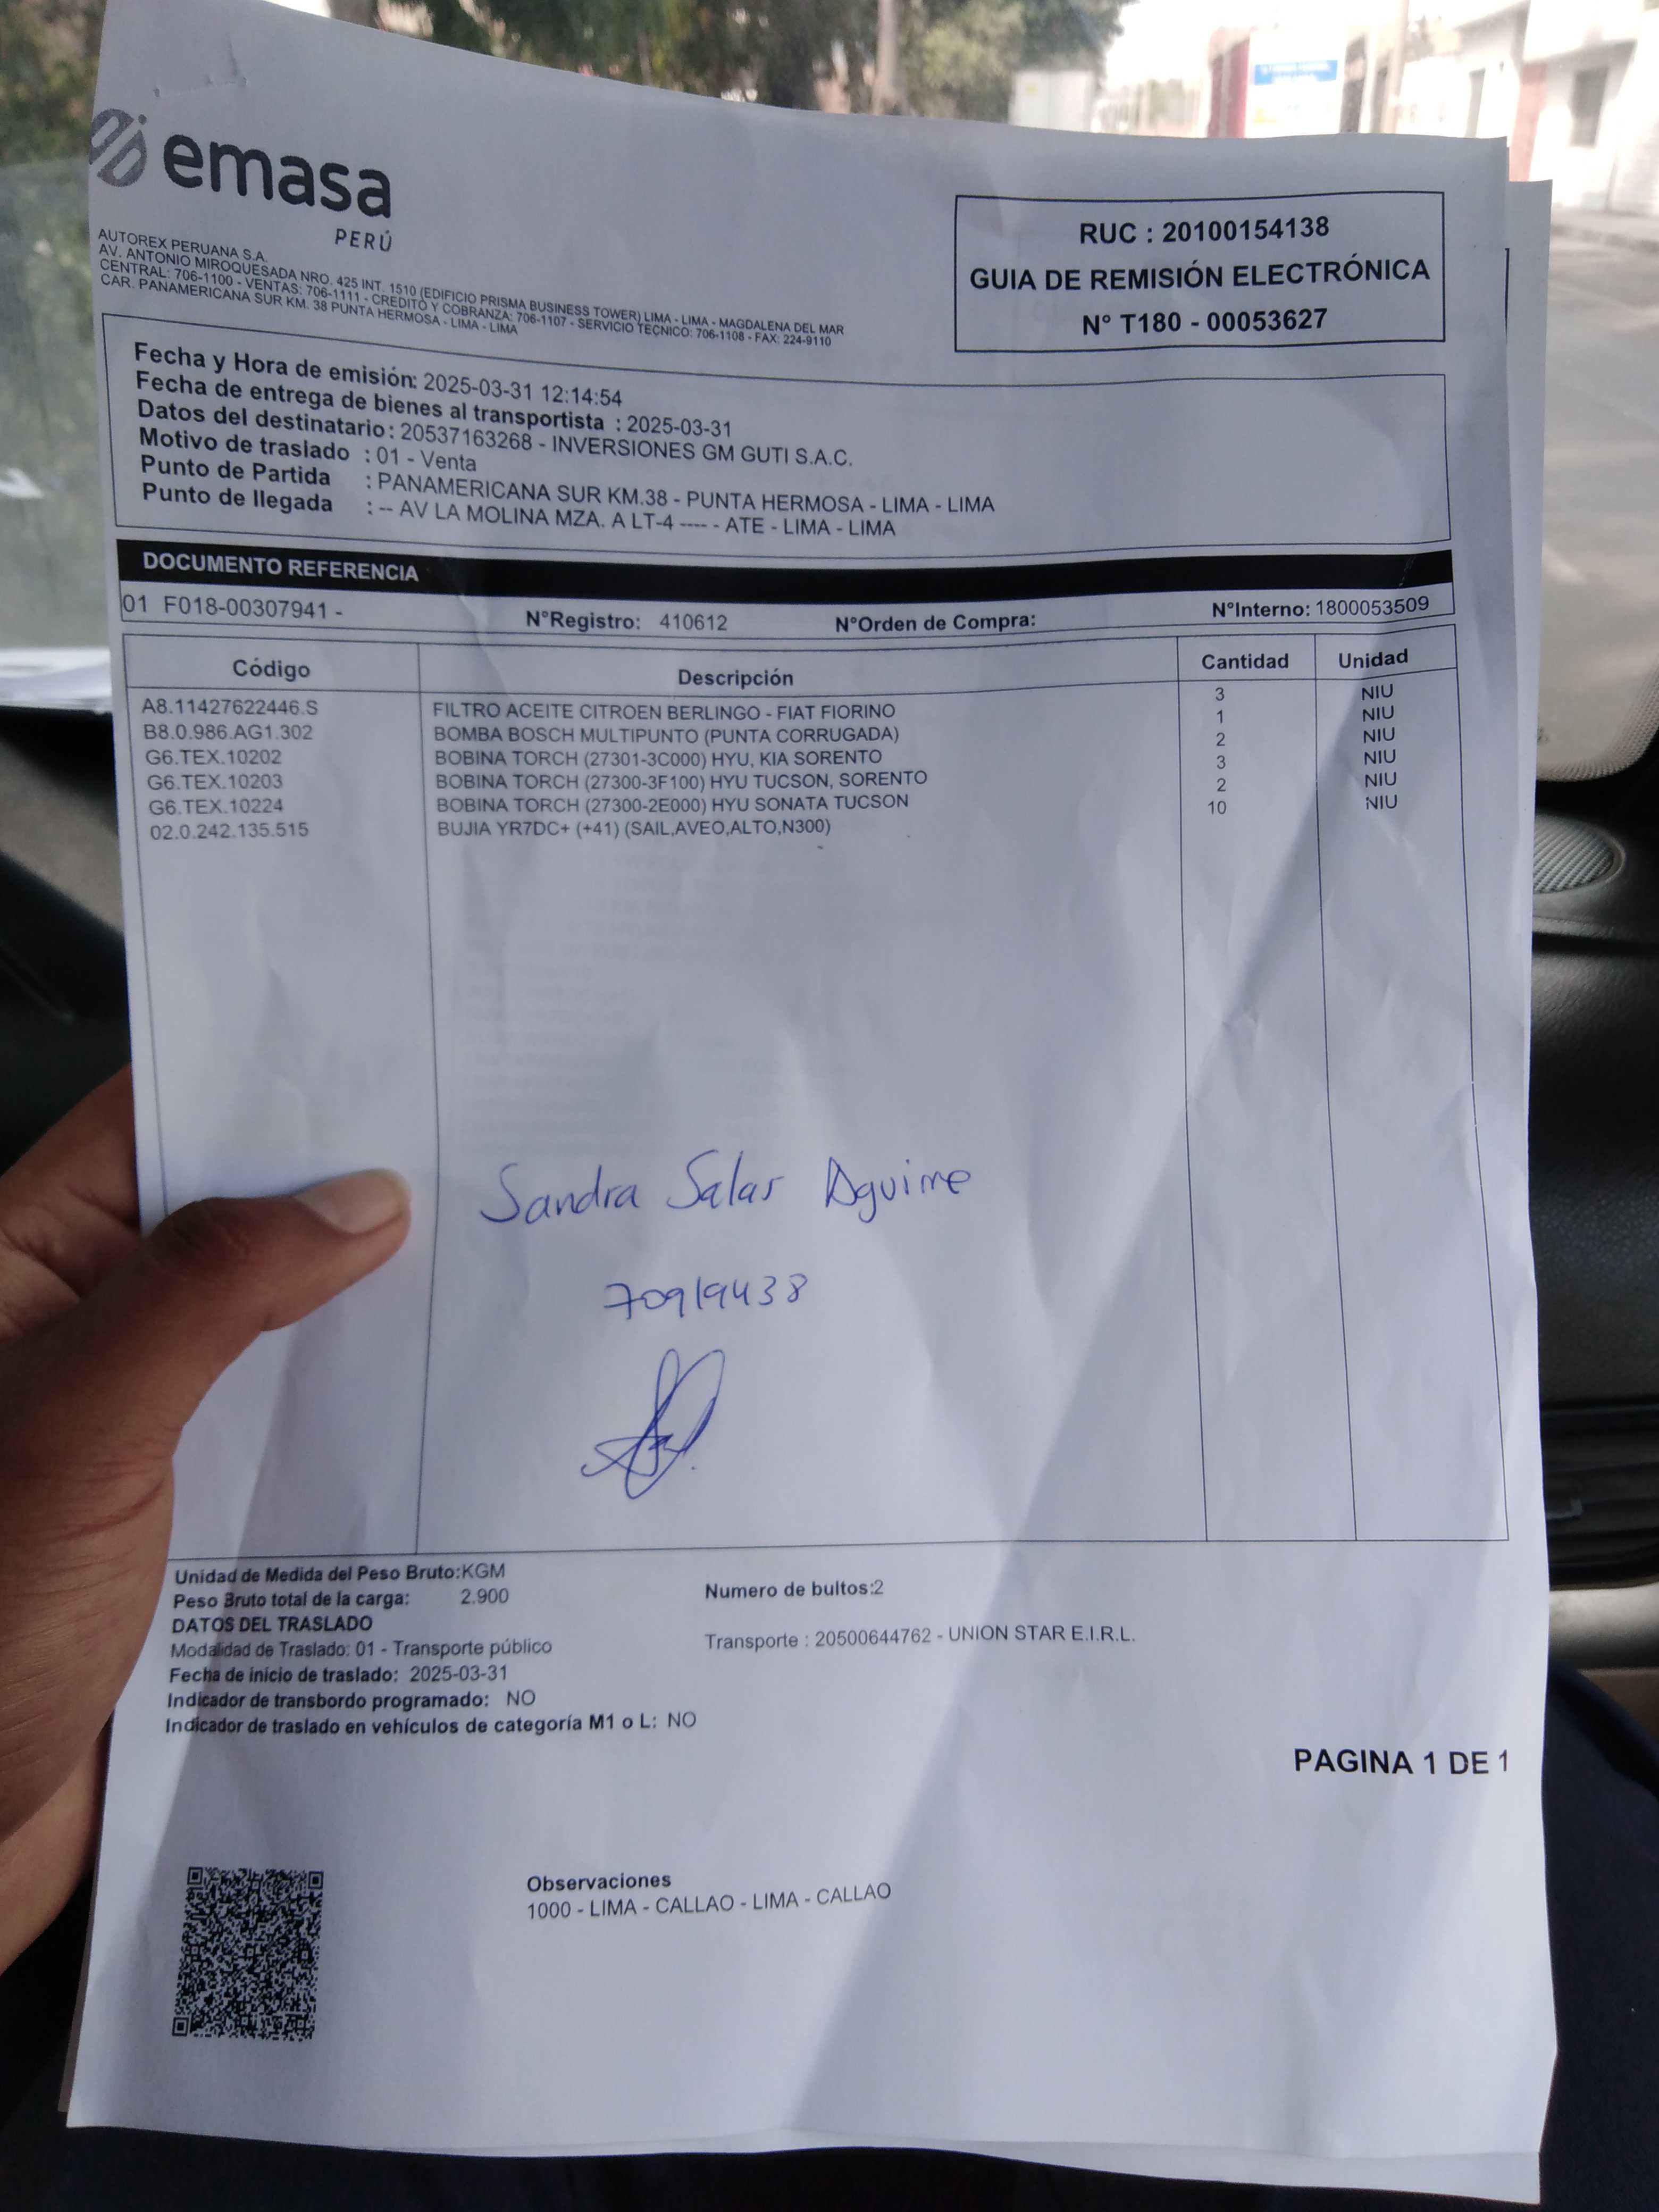 emasa
PERÚ
AUTOREX PERUANA S.A.
AV. ANTONIO MIROQUESADA NRO. 425 INT. 1510 (EDIFICIO PRISMA BUSINESS TOWER) LIMA - LIMA - MAGDALENA DEL MAR
CENTRAL: 706-1100 - VENTAS: 706-1111 - CREDITO Y COBRANZA: 706-1107 - SERVICIO TECNICO: 706-1108 - FAX: 224-9110
CAR. PANAMERICANA SUR KM. 38 PUNTA HERMOSA - LIMA - LIMA
RUC : 20100154138
GUIA DE REMISIÓN ELECTRÓNICA
N° T180 - 00053627
Fecha y Hora de emisión: 2025-03-31 12:14:54
Fecha de entrega de bienes al transportista : 2025-03-31
Datos del destinatario: 20537163268 - INVERSIONES GM GUTI S.A.C.
Motivo de traslado : 01 - Venta
Punto de Partida : PANAMERICANA SUR KM.38 - PUNTA HERMOSA - LIMA - LIMA
Punto de llegada : -- AV LA MOLINA MZA. A LT-4 ---- - ATE - LIMA - LIMA
DOCUMENTO REFERENCIA
01 F018-00307941 - N°Registro: 410612 N°Orden de Compra: N°Interno: 1800053509
Código Descripción Cantidad Unidad
A8.11427622446.S FILTRO ACEITE CITROEN BERLINGO - FIAT FIORINO 3 NIU
B8.0.986.AG1.302 BOMBA BOSCH MULTIPUNTO (PUNTA CORRUGADA) 1 NIU
G6.TEX.10202 BOBINA TORCH (27301-3C000) HYU, KIA SORENTO 2 NIU
G6.TEX.10203 BOBINA TORCH (27300-3F100) HYU TUCSON, SORENTO 3 NIU
G6.TEX.10224 BOBINA TORCH (27300-2E000) HYU SONATA TUCSON 2 NIU
02.0.242.135.515 BUJIA YR7DC+ (+41) (SAIL,AVEO,ALTO,N300) 10 NIU
Sandra Salas Aguirre
70919438
Unidad de Medida del Peso Bruto:KGM
Peso Bruto total de la carga: 2.900 Numero de bultos:2
DATOS DEL TRASLADO
Modalidad de Traslado: 01 - Transporte público Transporte : 20500644762 - UNION STAR E.I.R.L.
Fecha de inicio de traslado: 2025-03-31
Indicador de transbordo programado: NO
Indicador de traslado en vehículos de categoría M1 o L: NO
PAGINA 1 DE 1
Observaciones
1000 - LIMA - CALLAO - LIMA - CALLAO